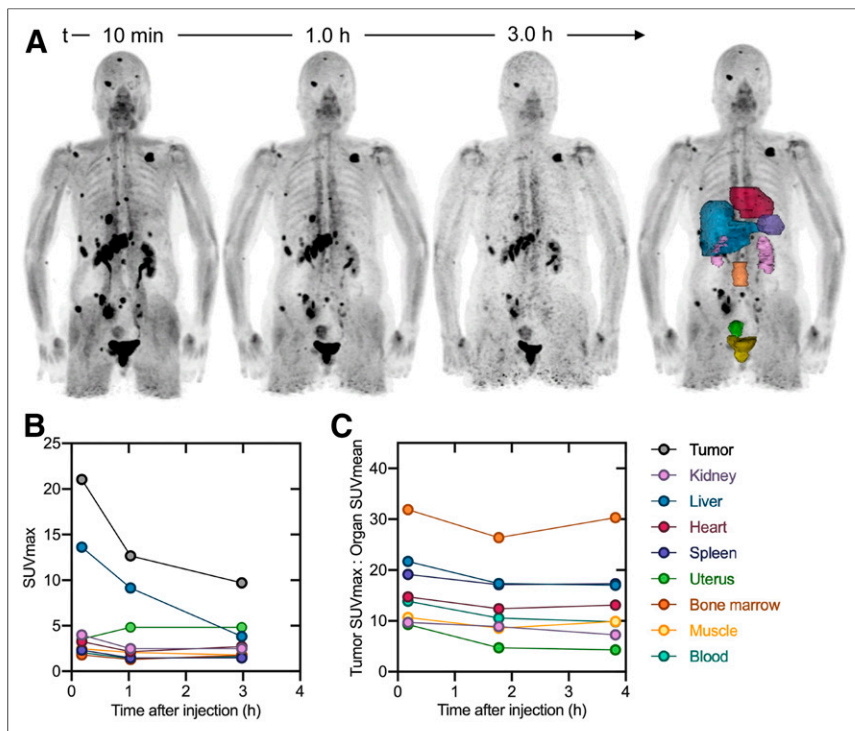 A
t 10 min 1.0 h 3.0 h
B
25
20
15
10
5
0
SUVmax
0 1 2 3 4
Time after injection (h)
C
40
30
20
10
0
Tumor SUVmax : Organ SUVmean
0 1 2 3 4
Time after injection (h)
Tumor
Kidney
Liver
Heart
Spleen
Uterus
Bone marrow
Muscle
Blood